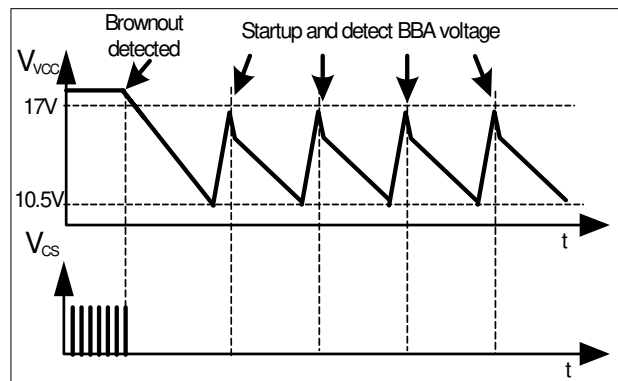 Brownout
detected
Startup and detect BBA voltage
VVCC
17V
10.5V
t
VCS
t